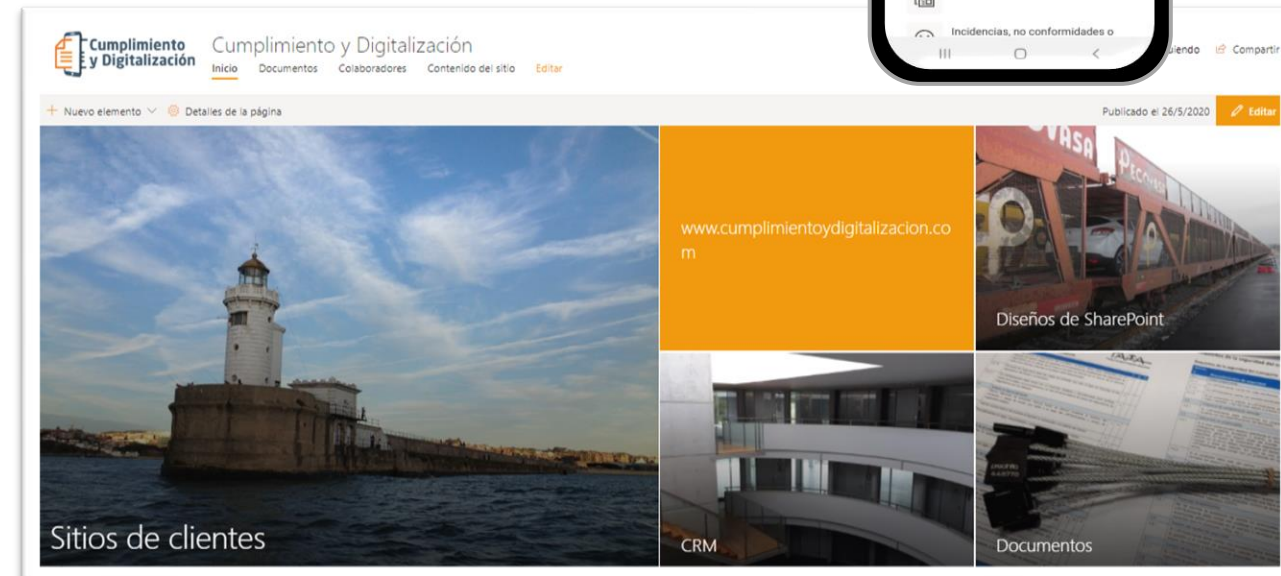 Incidencias, no conformidades o
Cumplimiento
y Digitalización
Cumplimiento y Digitalización
Inicio Documentos Colaboradores Contenido del sitio Editar
Compartir
+ Nuevo elemento Detalles de la página
Publicado el 26/5/2020 Editar
www.cumplimientoydigitalizacion.co
m
PECOVASA
Diseños de SharePoint
Sitios de clientes
CRM
Documentos